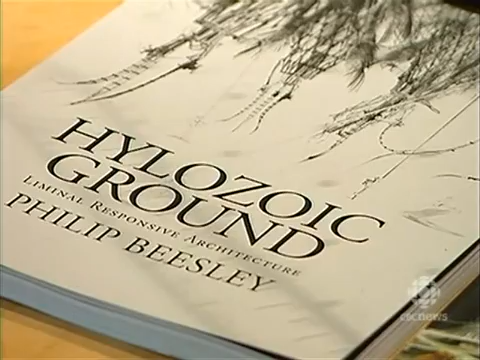 HYLOZOIC
GROUND
LIMINAL RESPONSIVE ARCHITECTURE
PHILIP BEESLEY
cbcnews